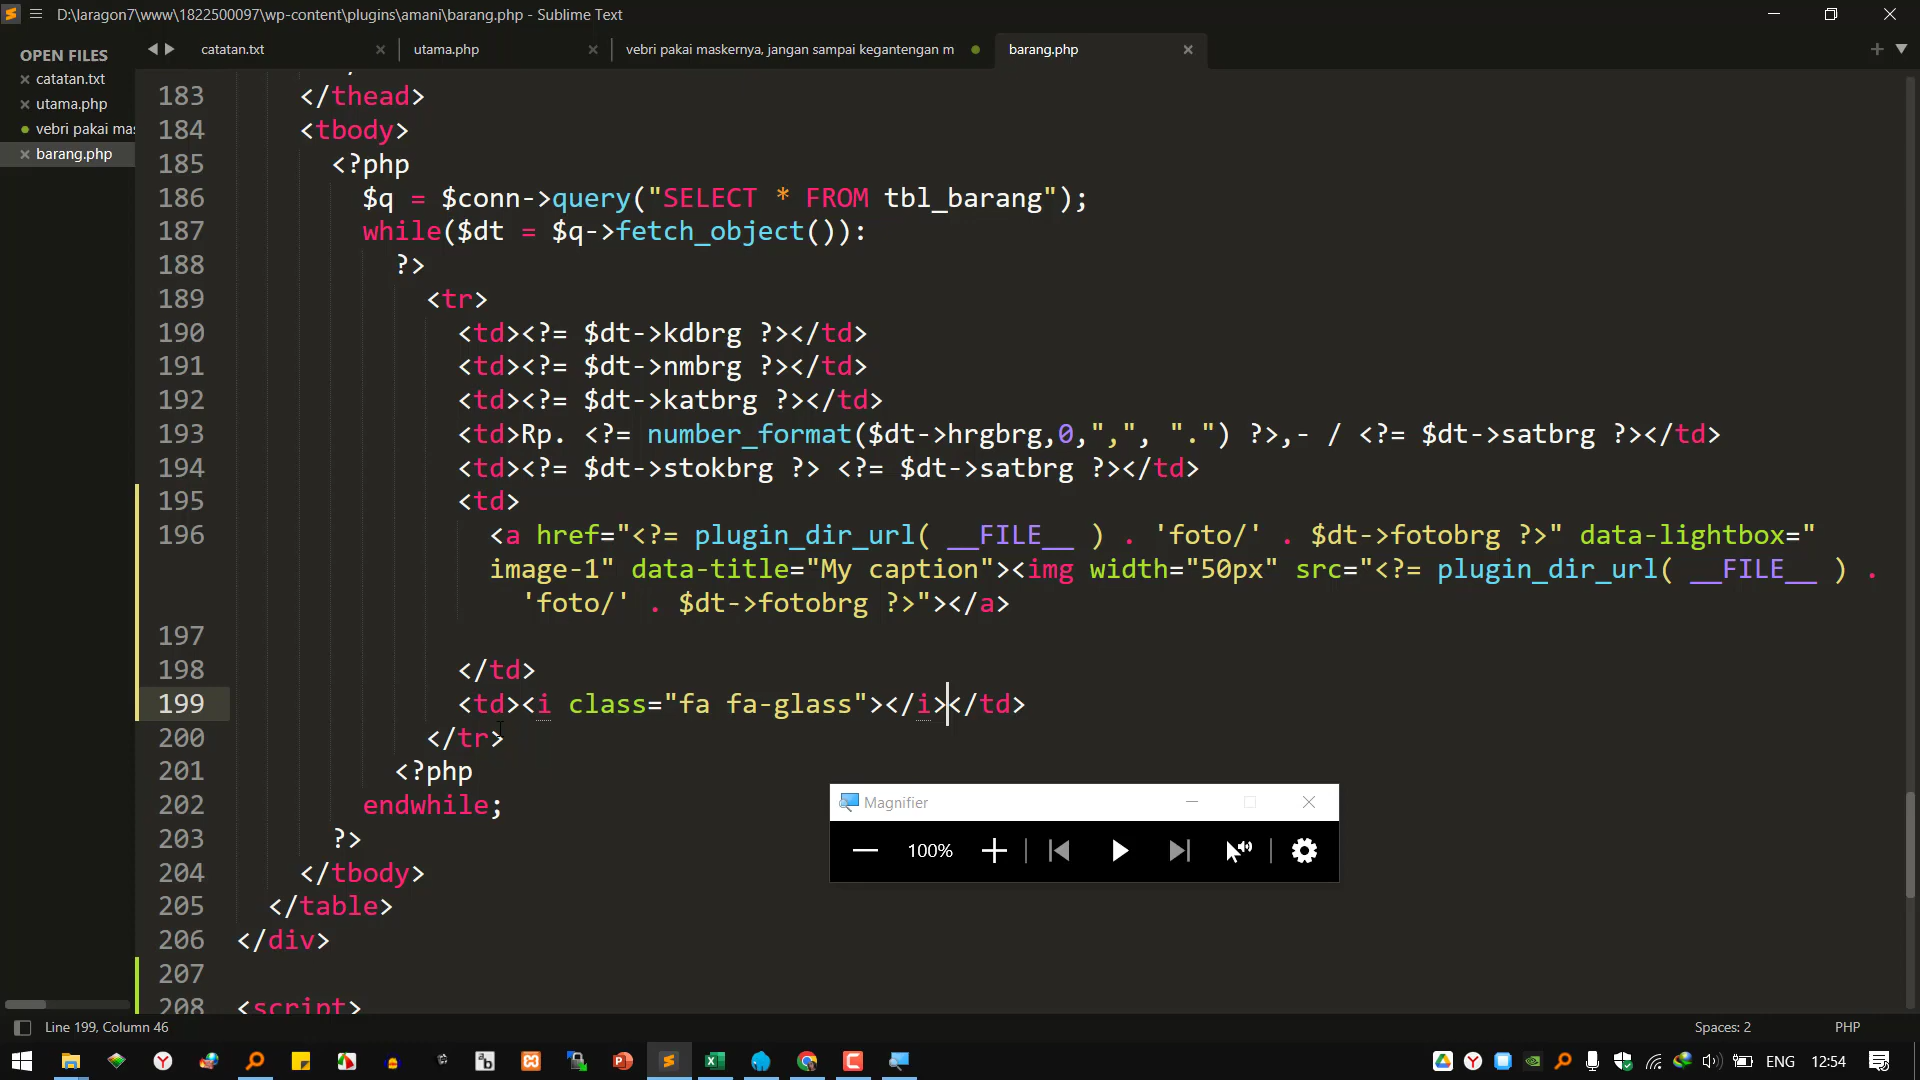 D:\laragon7\www\1822500097\wp-content\plugins\amani\barang.php - Sublime Text
OPEN FILES
catatan.txt
utama.php
vebri pakai mas
barang.php
catatan.txt
utama.php
vebri pakai maskernya, jangan sampai kegantengan m
barang.php
183 </thead>
184 <tbody>
185 <?php
186 $q = $conn->query("SELECT * FROM tbl_barang");
187 while($dt = $q->fetch_object()):
188 ?>
189 <tr>
190 <td><?= $dt->kdbrg ?></td>
191 <td><?= $dt->nmbrg ?></td>
192 <td><?= $dt->katbrg ?></td>
193 <td>Rp. <?= number_format($dt->hrgbrg,0,",", ".") ?>,- / <?= $dt->satbrg ?></td>
194 <td><?= $dt->stokbrg ?> <?= $dt->satbrg ?></td>
195 <td>
196 <a href="<?= plugin_dir_url( __FILE__ ) . 'foto/' . $dt->fotobrg ?>" data-lightbox="
image-1" data-title="My caption"><img width="50px" src="<?= plugin_dir_url( __FILE__ ) .
'foto/' . $dt->fotobrg ?>"></a>
197
198 </td>
199 <td><i class="fa fa-glass"></i></td>
200 </tr>
201 <?php
202 endwhile;
203 ?>
204 </tbody>
205 </table>
206 </div>
207
208 <script>
Magnifier
100%
Line 199, Column 46
Spaces: 2
PHP
ENG
12:54